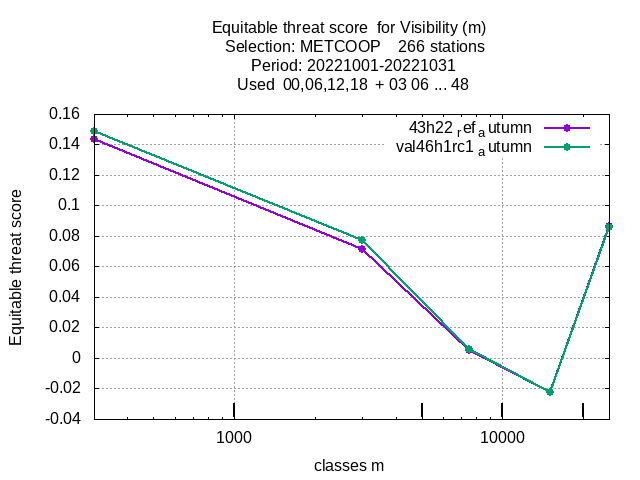 Equitable threat score for Visibility (m)
Selection: METCOOP 266 stations
Period: 20221001-20221031
Used 00,06,12,18 + 03 06 ... 48
43h22 ref autumn
val46h1rc1 autumn
0.16
0.14
0.12
0.1
0.08
0.06
0.04
0.02
0
-0.02
-0.04
Equitable threat score
1000 10000
classes m